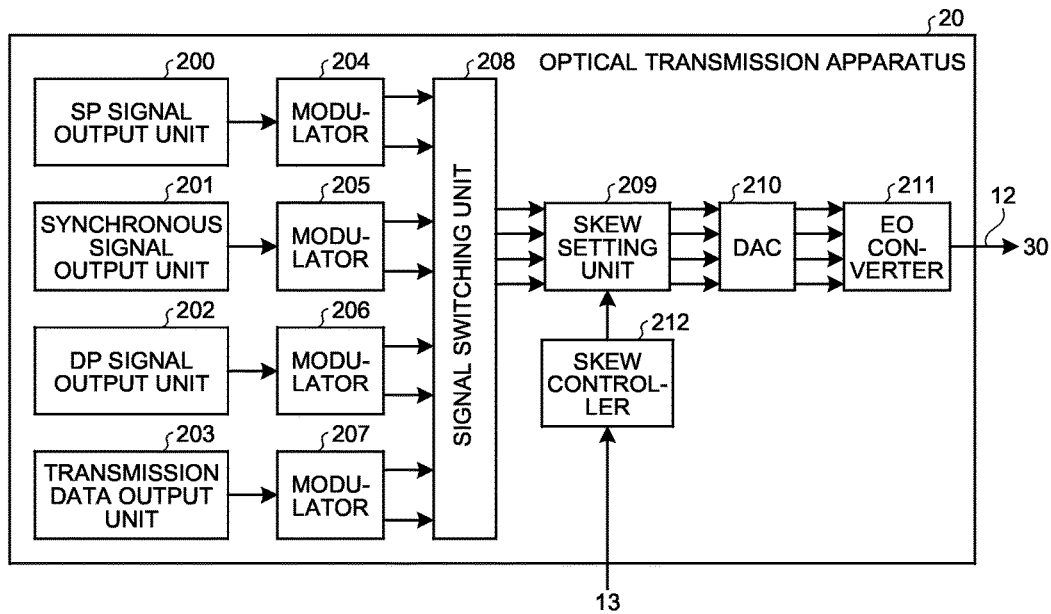 20
OPTICAL TRANSMISSION APPARATUS
200
SP SIGNAL
OUTPUT UNIT
204
MODU-
LATOR
208
SIGNAL SWITCHING UNIT
201
SYNCHRONOUS
SIGNAL
OUTPUT UNIT
205
MODU-
LATOR
209
SKEW
SETTING
UNIT
210
DAC
211
EO
CON-
VERTER
12
30
202
DP SIGNAL
OUTPUT UNIT
206
MODU-
LATOR
212
SKEW
CONTROL-
LER
203
TRANSMISSION
DATA OUTPUT
UNIT
207
MODU-
LATOR
13